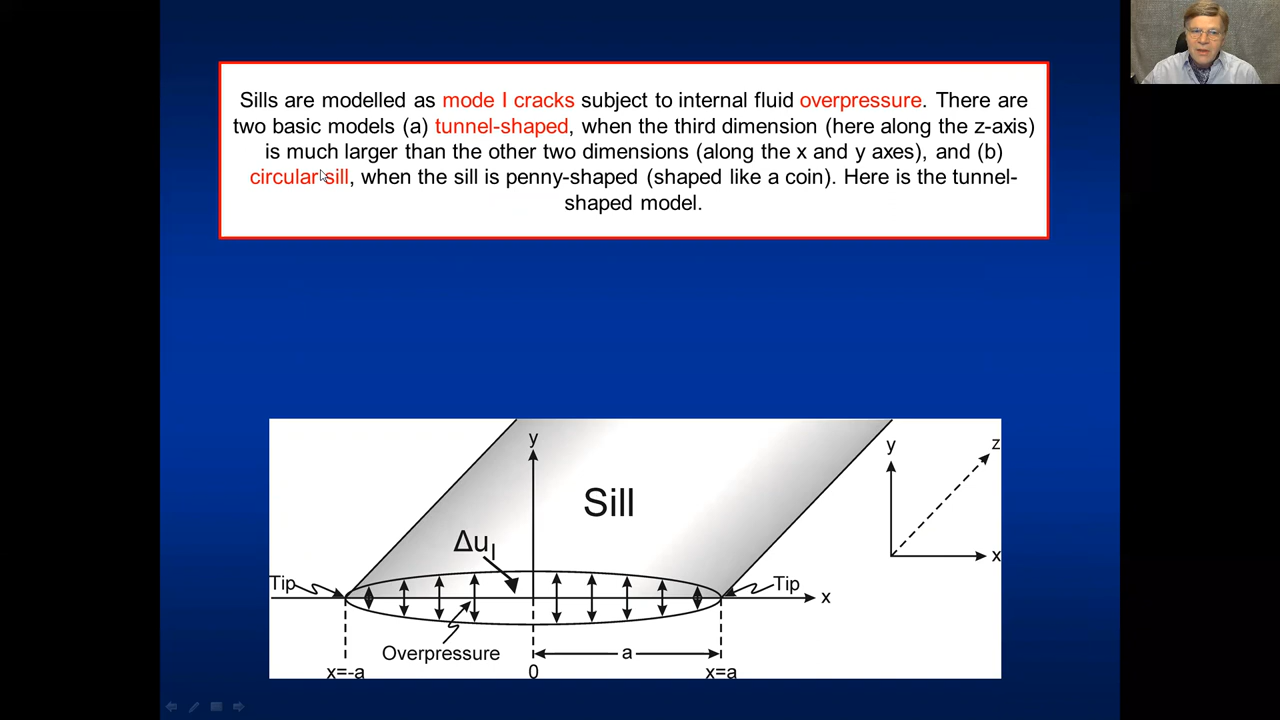 Sills are modelled as mode I cracks subject to internal fluid overpressure. There are
two basic models (a) tunnel-shaped, when the third dimension (here along the z-axis)
is much larger than the other two dimensions (along the x and y axes), and (b)
circular sill, when the sill is penny-shaped (shaped like a coin). Here is the tunnel-
shaped model.
y
y
z
x
Sill
Δu_I
Tip
Tip
x
Overpressure
a
x=-a
0
x=a